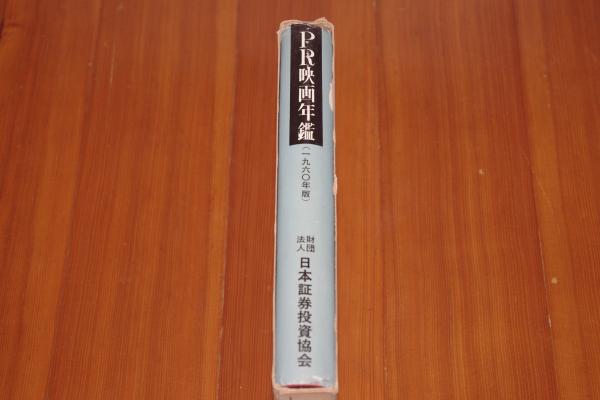 PR映画年鑑
(一九六〇年版)
財団
法人
日本証券投資協会